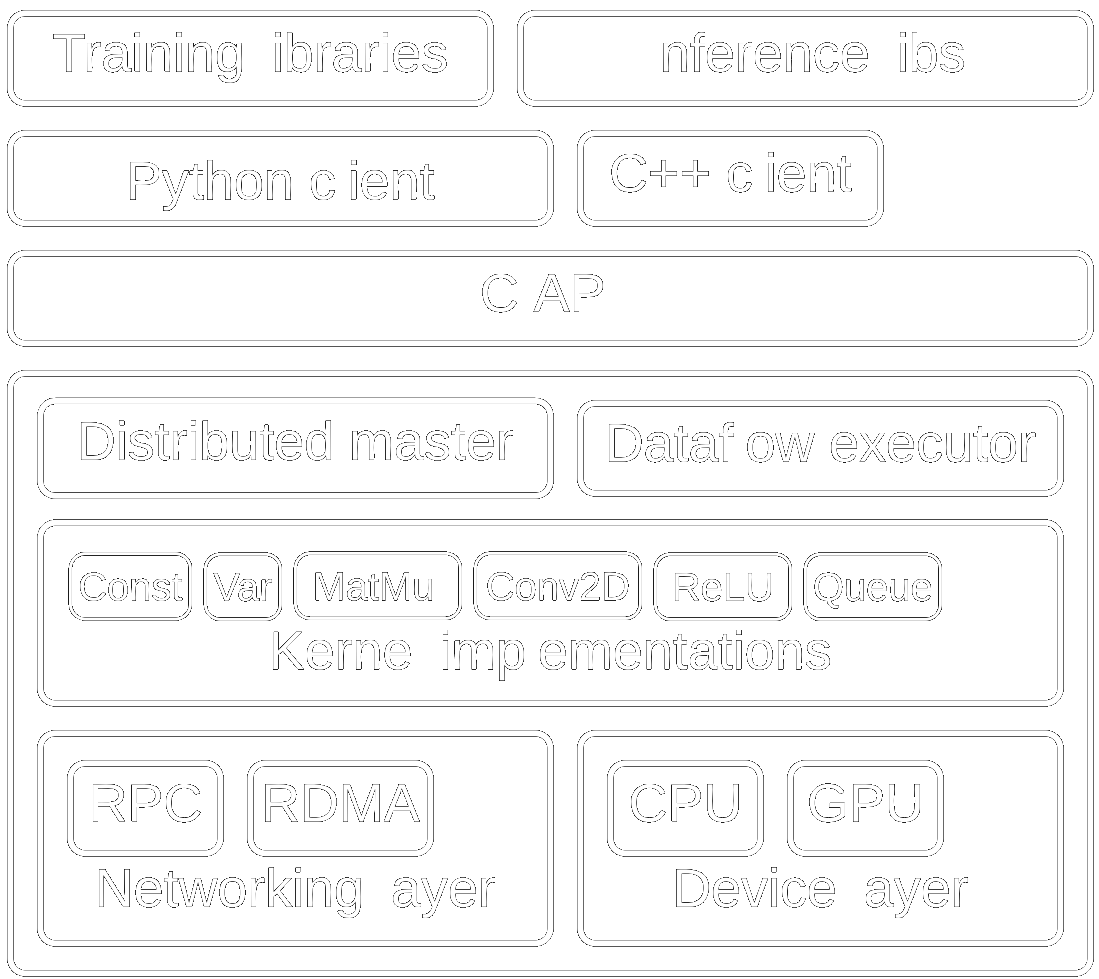 Training ibraries
nference ibs
Python c ient
C++ c ient
C AP
Distributed master
Dataf ow executor
Const
Var
MatMu
Conv2D
ReLU
Queue
Kerne imp ementations
RPC
RDMA
CPU
GPU
Networking ayer
Device ayer